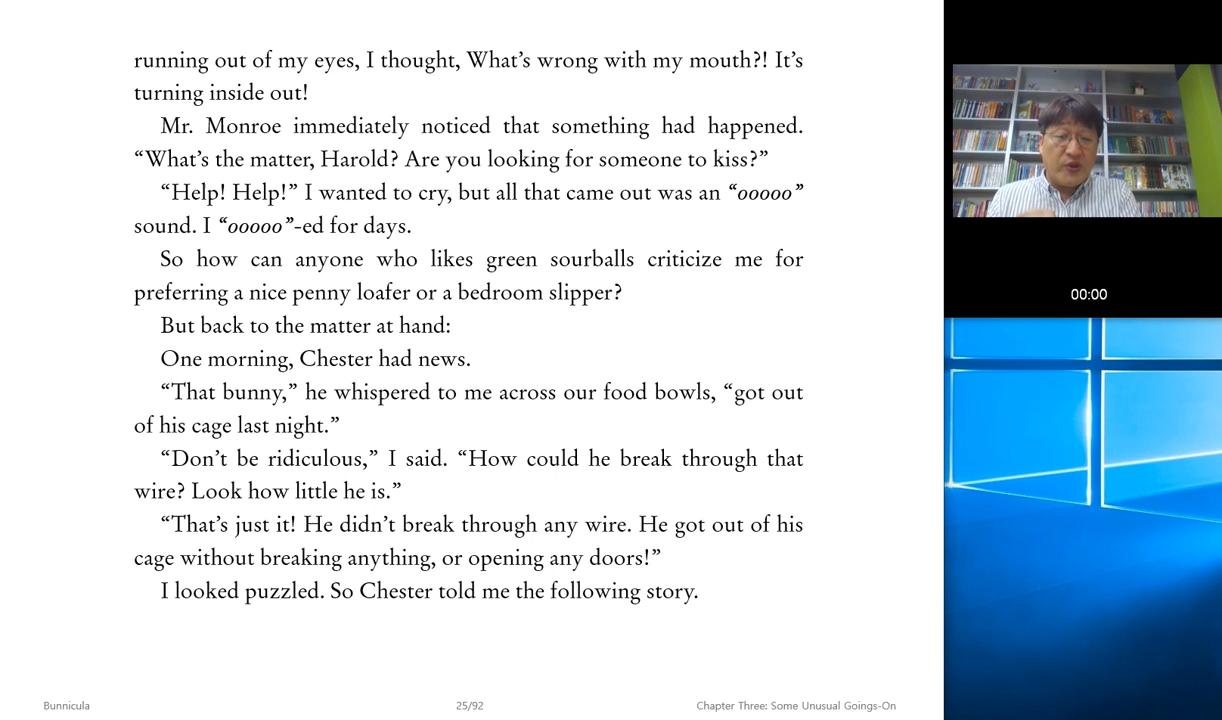 running out of my eyes, I thought, What’s wrong with my mouth?! It’s
turning inside out!
Mr. Monroe immediately noticed that something had happened.
“What’s the matter, Harold? Are you looking for someone to kiss?”
“Help! Help!” I wanted to cry, but all that came out was an “ooooo”
sound. I “ooooo”-ed for days.
So how can anyone who likes green sourballs criticize me for
preferring a nice penny loafer or a bedroom slipper?
But back to the matter at hand:
One morning, Chester had news.
“That bunny,” he whispered to me across our food bowls, “got out
of his cage last night.”
“Don’t be ridiculous,” I said. “How could he break through that
wire? Look how little he is.”
“That’s just it! He didn’t break through any wire. He got out of his
cage without breaking anything, or opening any doors!”
I looked puzzled. So Chester told me the following story.
Bunnicula
25/92
Chapter Three: Some Unusual Goings-On
00:00